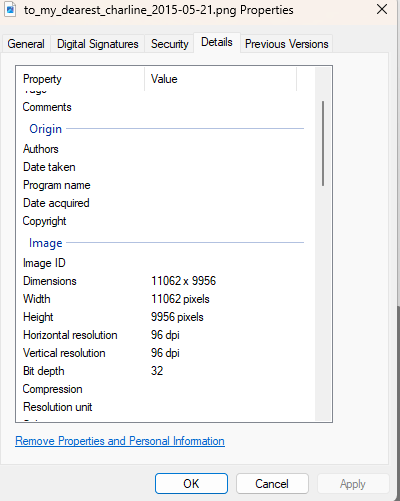 to_my_dearest_charline_2015-05-21.png Properties
General Digital Signatures Security Details Previous Versions
Property Value
Tags
Comments
Origin
Authors
Date taken
Program name
Date acquired
Copyright
Image
Image ID
Dimensions 11062 x 9956
Width 11062 pixels
Height 9956 pixels
Horizontal resolution 96 dpi
Vertical resolution 96 dpi
Bit depth 32
Compression
Resolution unit
Remove Properties and Personal Information
OK Cancel Apply